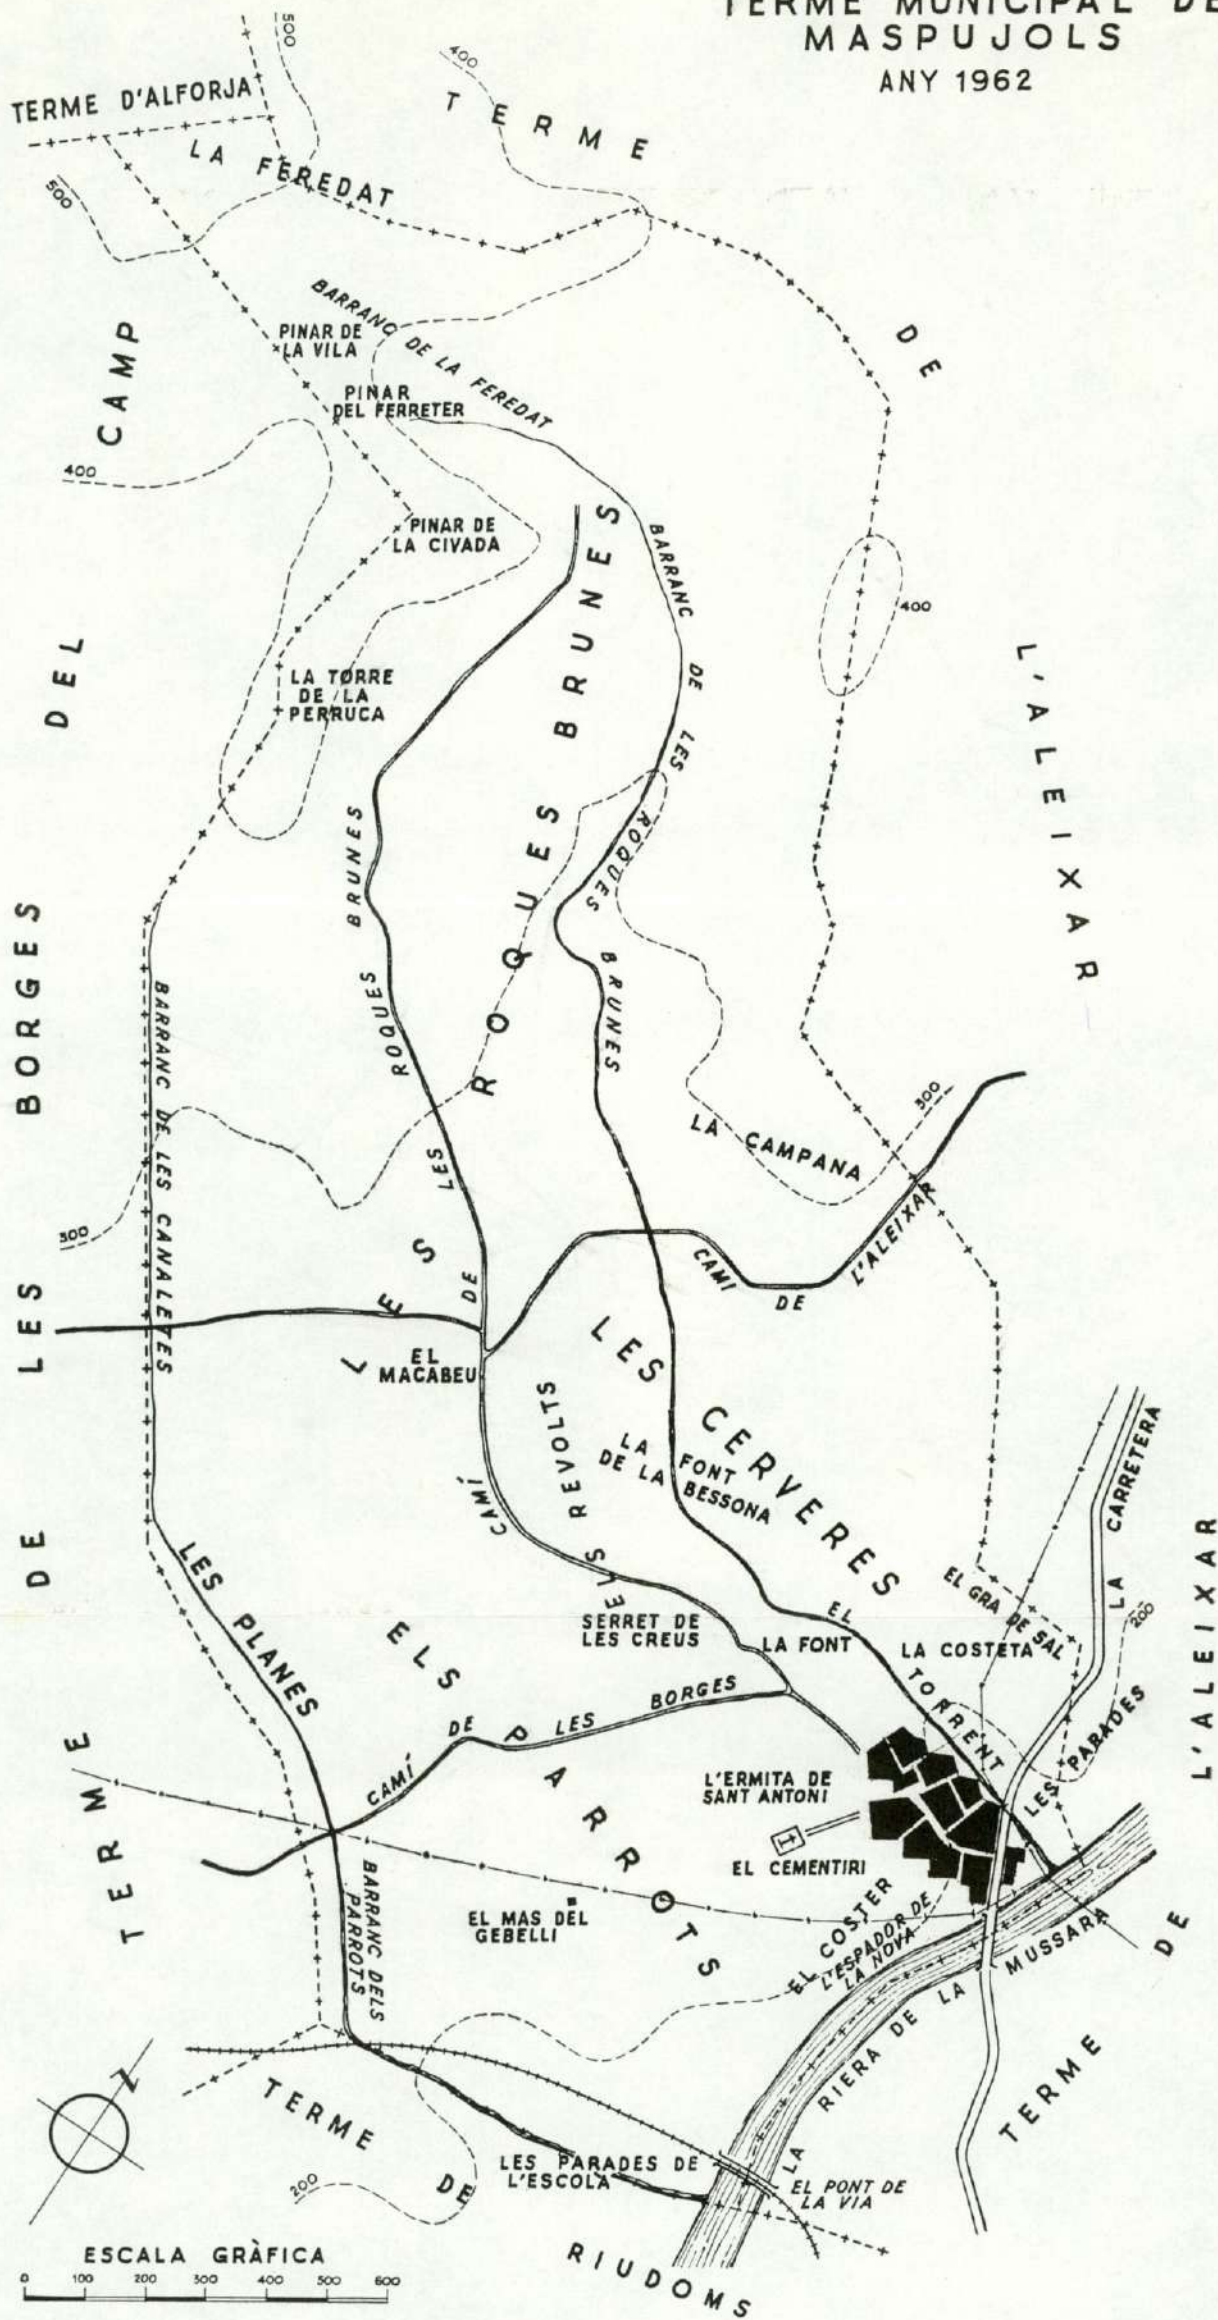 TERME MUNICIPAL DE
MASPUJOLS
ANY 1962
500
400
TERME D'ALFORJA
TERME DE L'ALEIXAR
LA FEREDAT
500
BARRANC DE LA FEREDAT
PINAR DE
LA VILA
PINAR
DEL FERRETER
400
PINAR DE
LA CIVADA
BARRANC DE LES ROQUES BRUNES
400
LA TORRE
DE LA
PERRUCA
LES ROQUES BRUNES
CAMÍ DE LES ROQUES BRUNES
TERME DE LES BORGES DEL CAMP
BARRANC DE LES CANALETES
300
LA CAMPANA
300
CAMÍ DE L'ALEIXAR
EL
MACABEU
LES CERVERES
ELS REVOLTS
LA FONT
DE LA BESSONA
LA CARRETERA
LES PLANES
ELS PARROTS
SERRET DE
LES CREUS
LA FONT
EL TORRENT
LA COSTETA
EL GRA DE SAL
200
LES PARADES
CAMÍ DE LES BORGES
L'ERMITA DE
SANT ANTONI
EL CEMENTIRI
BARRANC DELS
PARROTS
EL MAS DEL
GEBELLI
EL COSTER
L'ESPADOR DE
LA NOVA
LA RIERA DE LA MUSSARA
TERME DE L'ALEIXAR
N
TERME DE RIUDOMS
200
LES PARADES DE
L'ESCOLA
EL PONT DE
LA VIA
ESCALA GRÀFICA
0 100 200 300 400 500 600